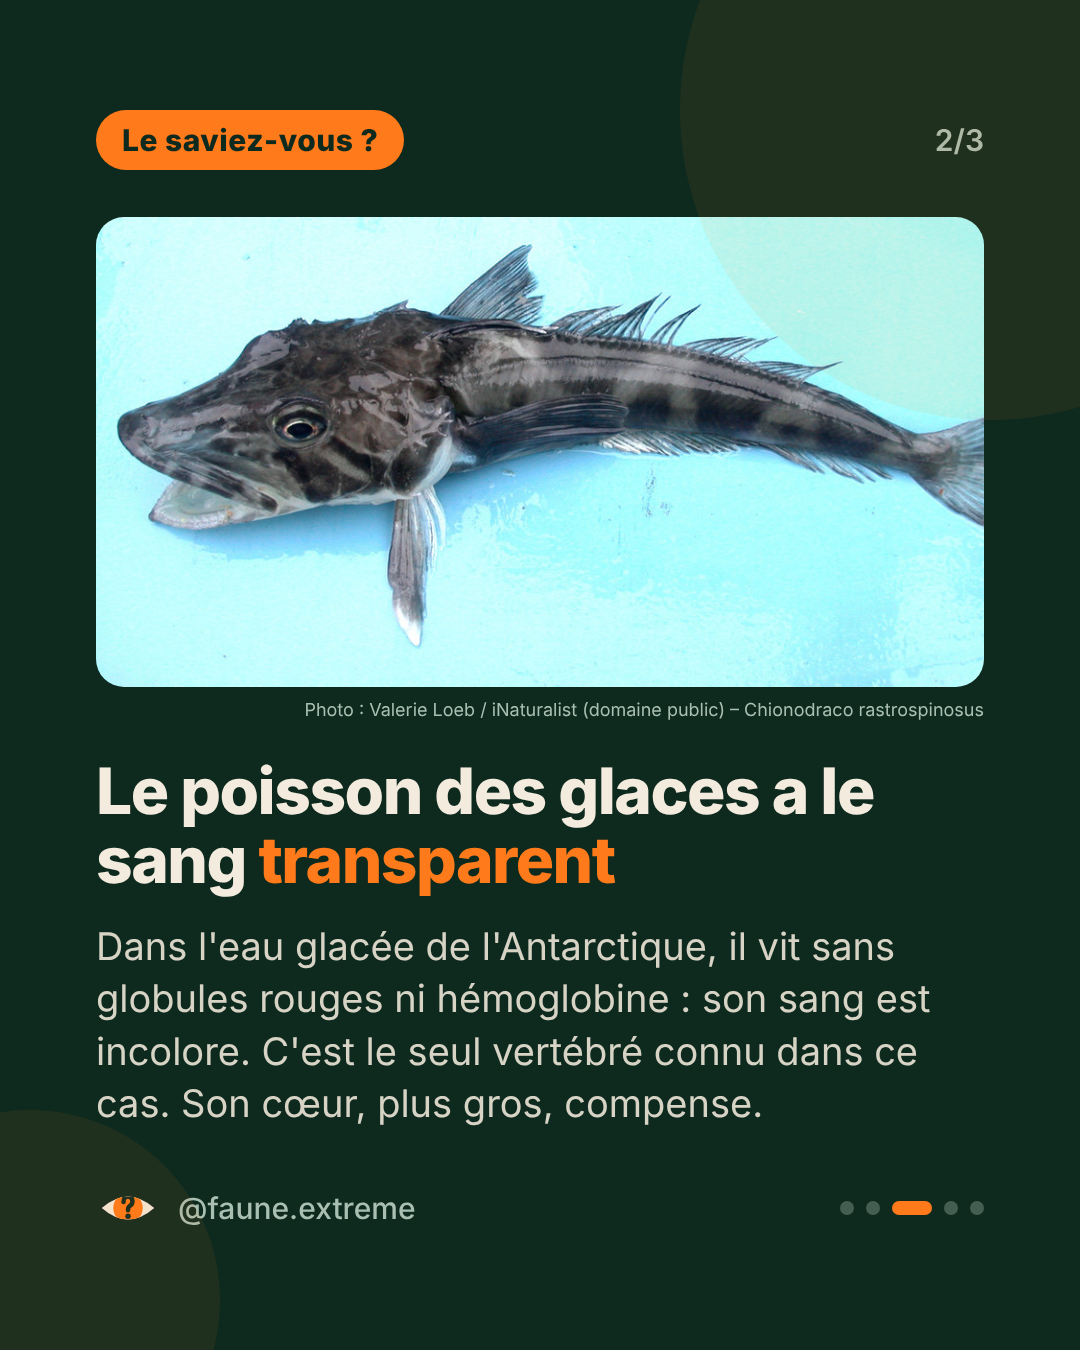 Le saviez-vous ?
2/3
Photo : Valerie Loeb / iNaturalist (domaine public) – Chionodraco rastrospinosus
Le poisson des glaces a le
sang transparent
Dans l'eau glacée de l'Antarctique, il vit sans
globules rouges ni hémoglobine : son sang est
incolore. C'est le seul vertébré connu dans ce
cas. Son cœur, plus gros, compense.
?
@faune.extreme